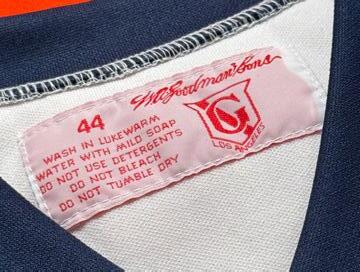 Wm. Goodman & Sons
44
G
LOS ANGELES
WASH IN LUKEWARM
WATER WITH MILD SOAP
DO NOT USE DETERGENTS
DO NOT BLEACH
DO NOT TUMBLE DRY